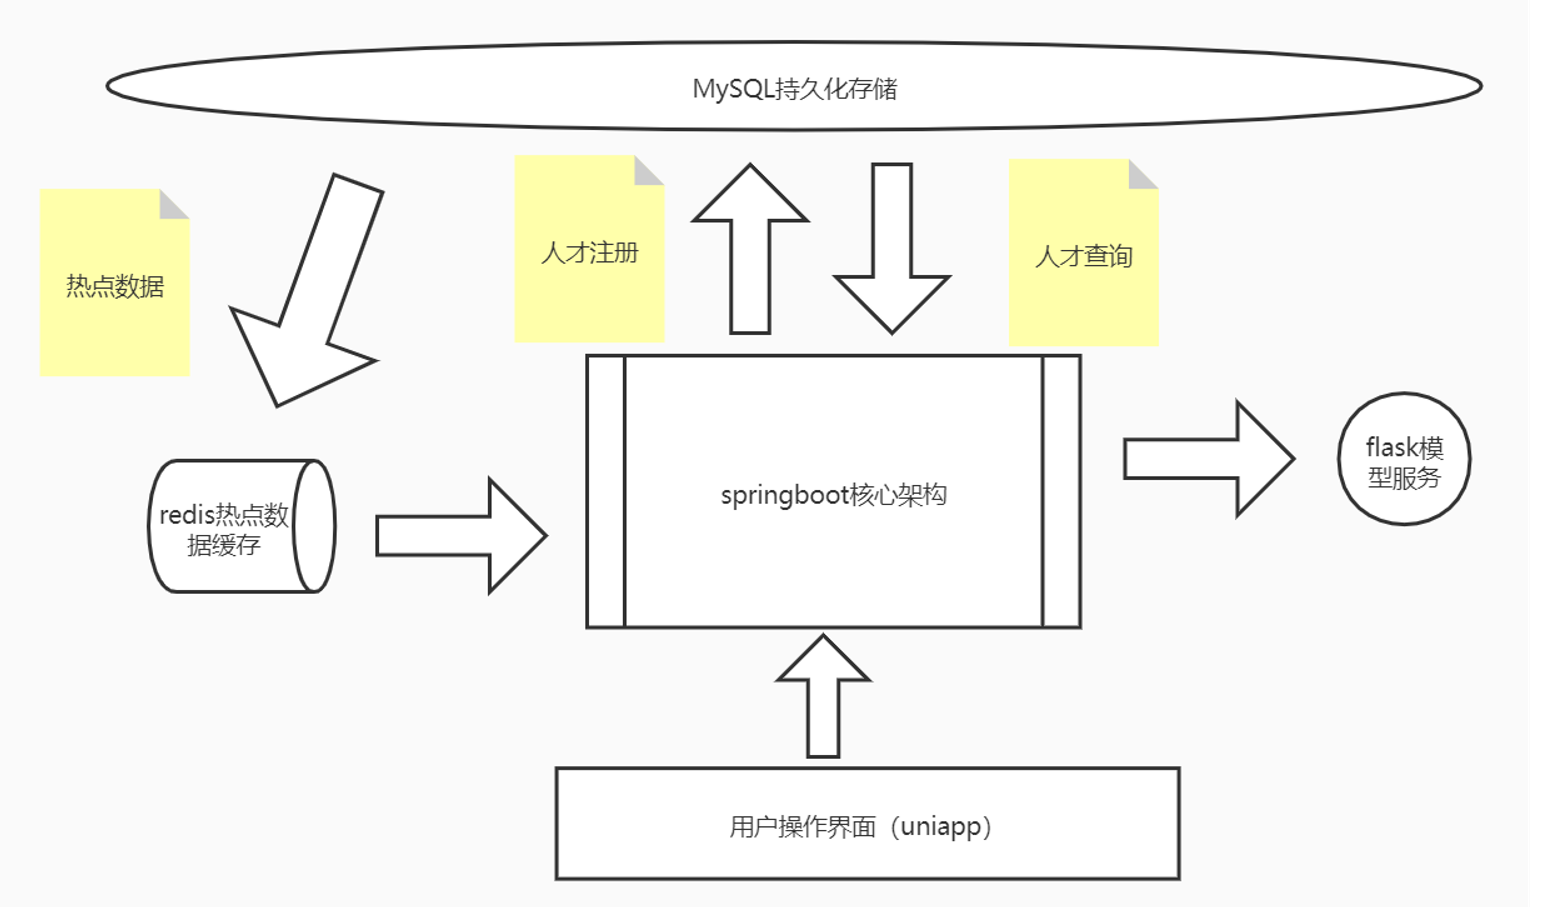 MySQL持久化存储
热点数据
人才注册
人才查询
redis热点数
据缓存
springboot核心架构
flask模
型服务
用户操作界面（uniapp）